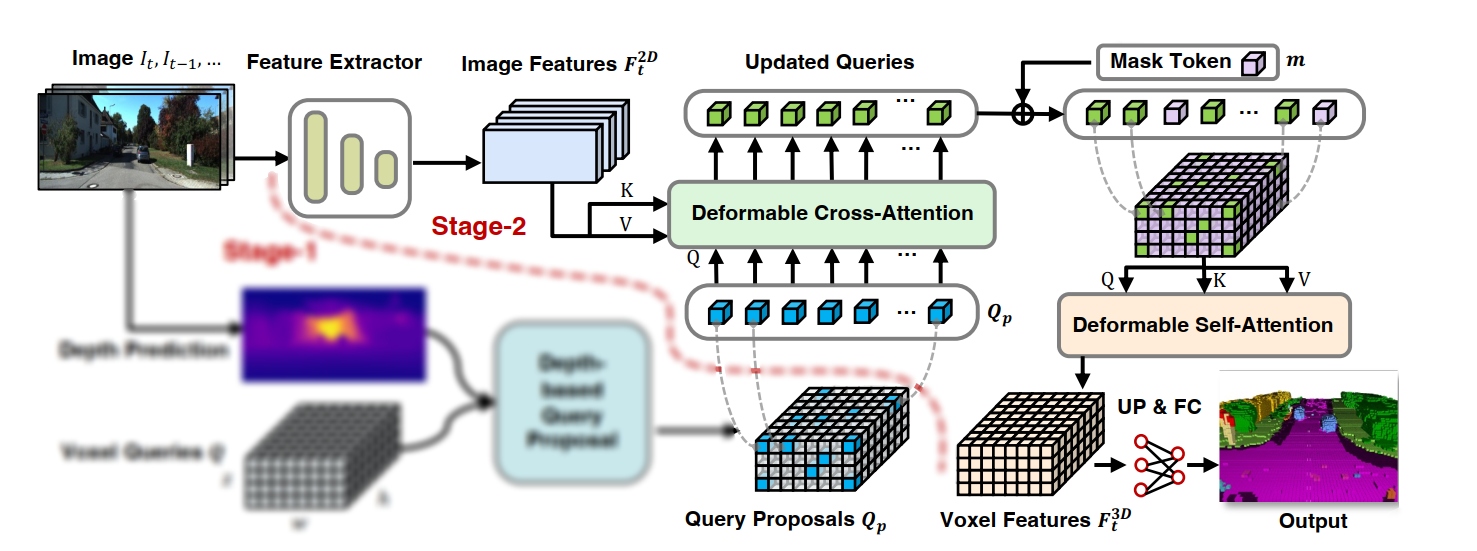 Image I_t, I_{t-1}, ...
Feature Extractor
Image Features F_t^{2D}
Updated Queries
Mask Token
m
...
...
...
K
V
Deformable Cross-Attention
Stage-2
Stage-1
Q
...
...
Q_p
Q
K
V
Deformable Self-Attention
Depth Prediction
Depth-
based
Query
Proposal
Voxel Queries Q
UP & FC
Query Proposals Q_p
Voxel Features F_t^{3D}
Output